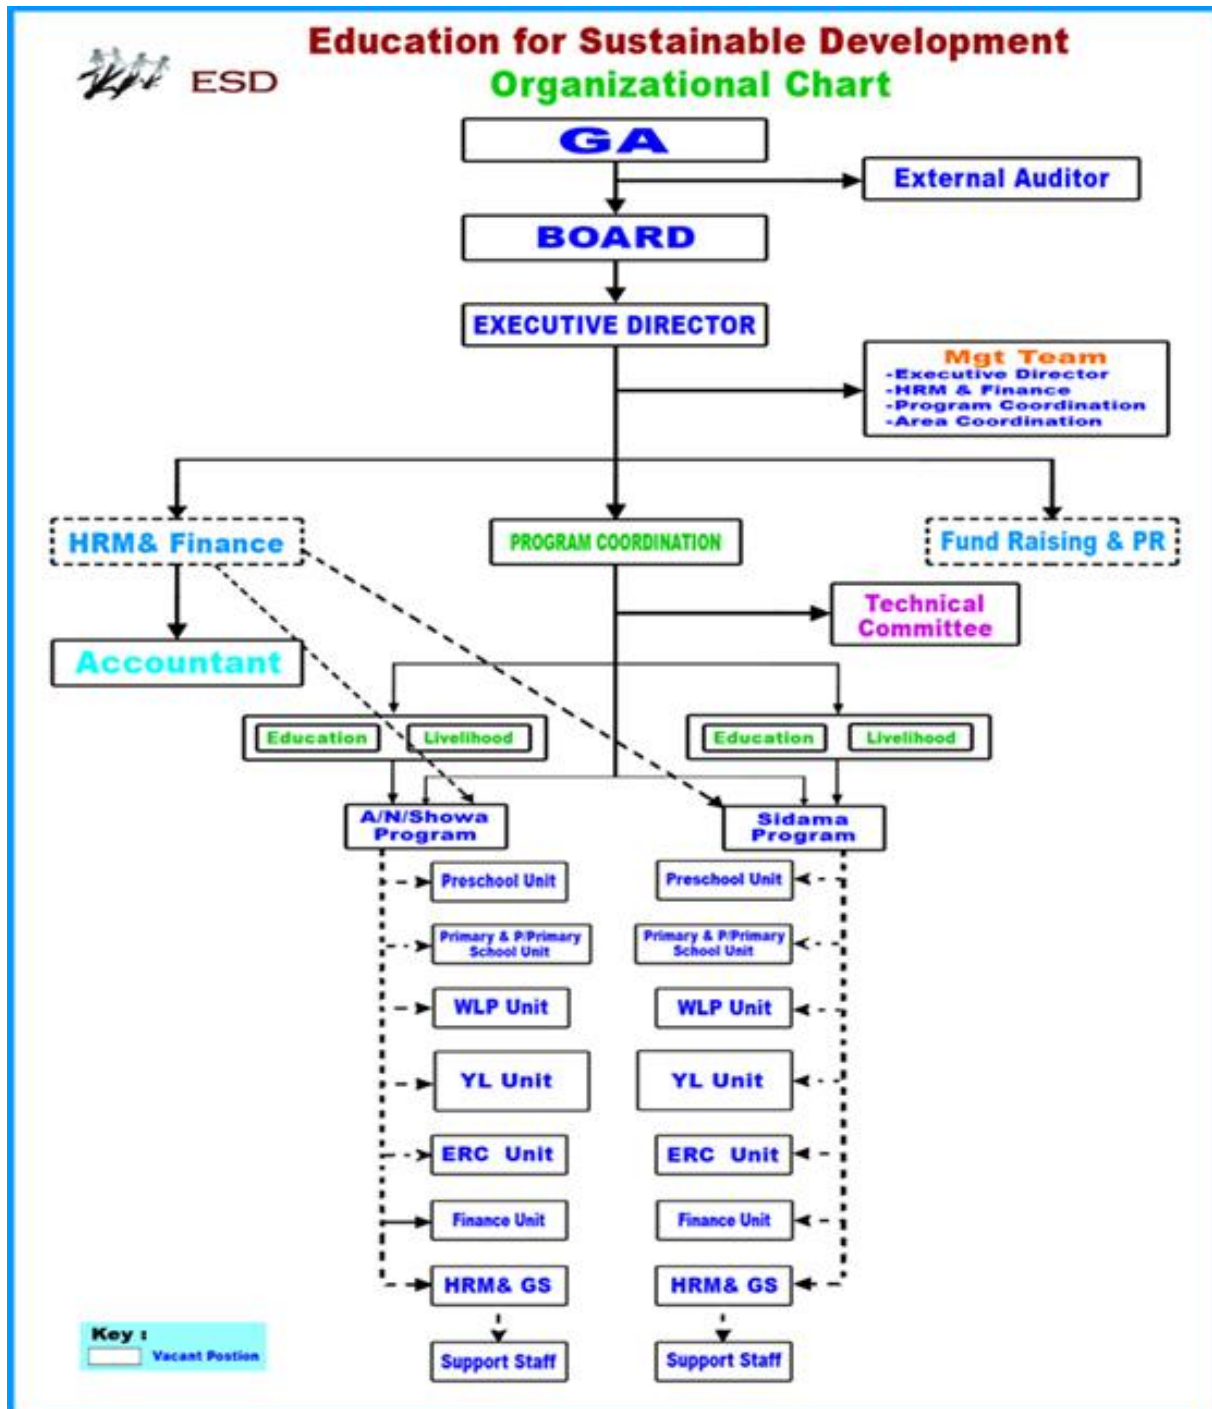 Education for Sustainable Development
ESD
Organizational Chart
GA
External Auditor
BOARD
EXECUTIVE DIRECTOR
Mgt Team
-Executive Director
-HRM & Finance
-Program Coordination
-Area Coordination
HRM& Finance
PROGRAM COORDINATION
Fund Raising & PR
Technical
Committee
Accountant
Education
Livelihood
Education
Livelihood
A/N/Showa
Program
Sidama
Program
Preschool Unit
Preschool Unit
Primary & P/Primary
School Unit
Primary & P/Primary
School Unit
WLP Unit
WLP Unit
YL Unit
YL Unit
ERC Unit
ERC Unit
Finance Unit
Finance Unit
HRM& GS
HRM& GS
Key :
Vacant Postion
Support Staff
Support Staff